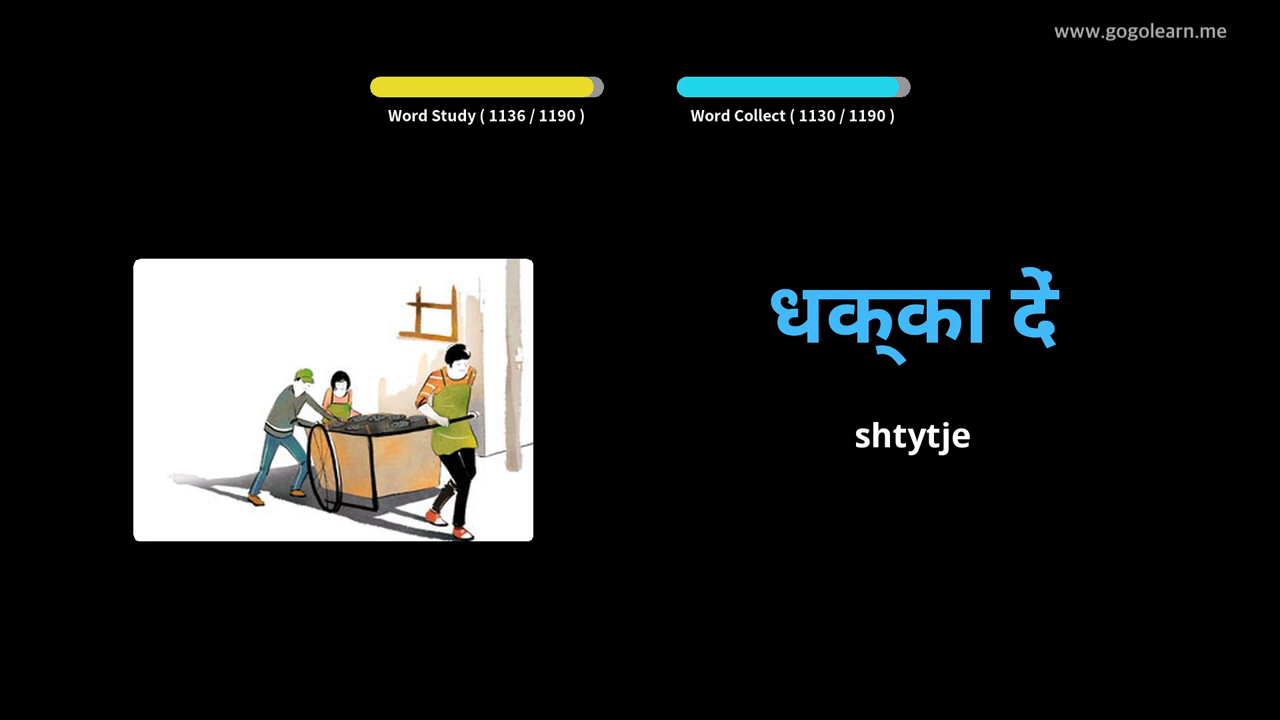 www.gogolearn.me
Word Study ( 1136 / 1190 )
Word Collect ( 1130 / 1190 )
धक्‌का दें
shtytje